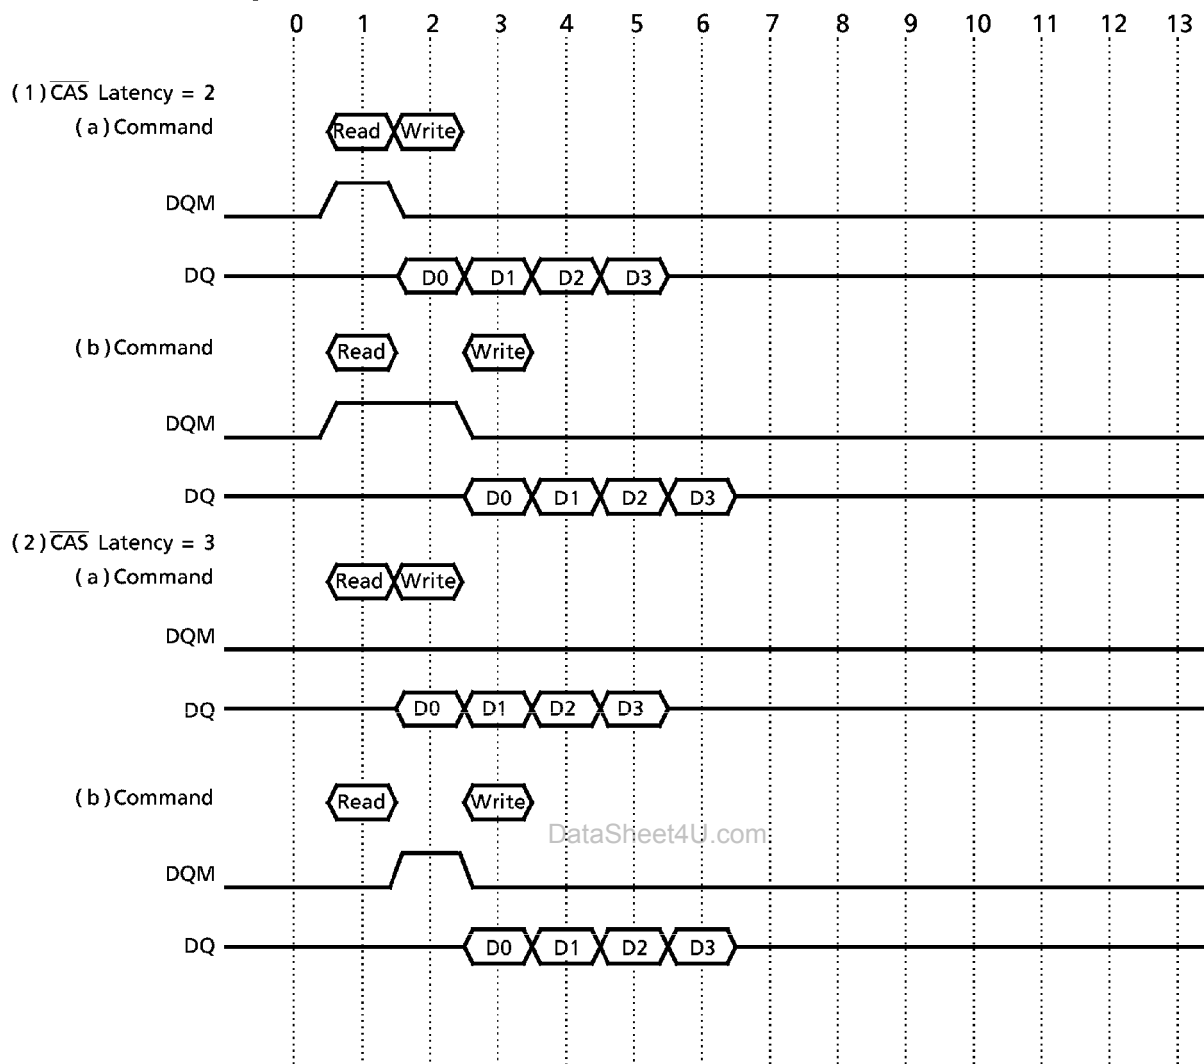 0 1 2 3 4 5 6 7 8 9 10 11 12 13
(1) CAS Latency = 2
(a) Command Read Write
DQM
DQ D0 D1 D2 D3
(b) Command Read Write
DQM
DQ D0 D1 D2 D3
(2) CAS Latency = 3
(a) Command Read Write
DQM
DQ D0 D1 D2 D3
(b) Command Read Write
DataSheet4U.com
DQM
DQ D0 D1 D2 D3